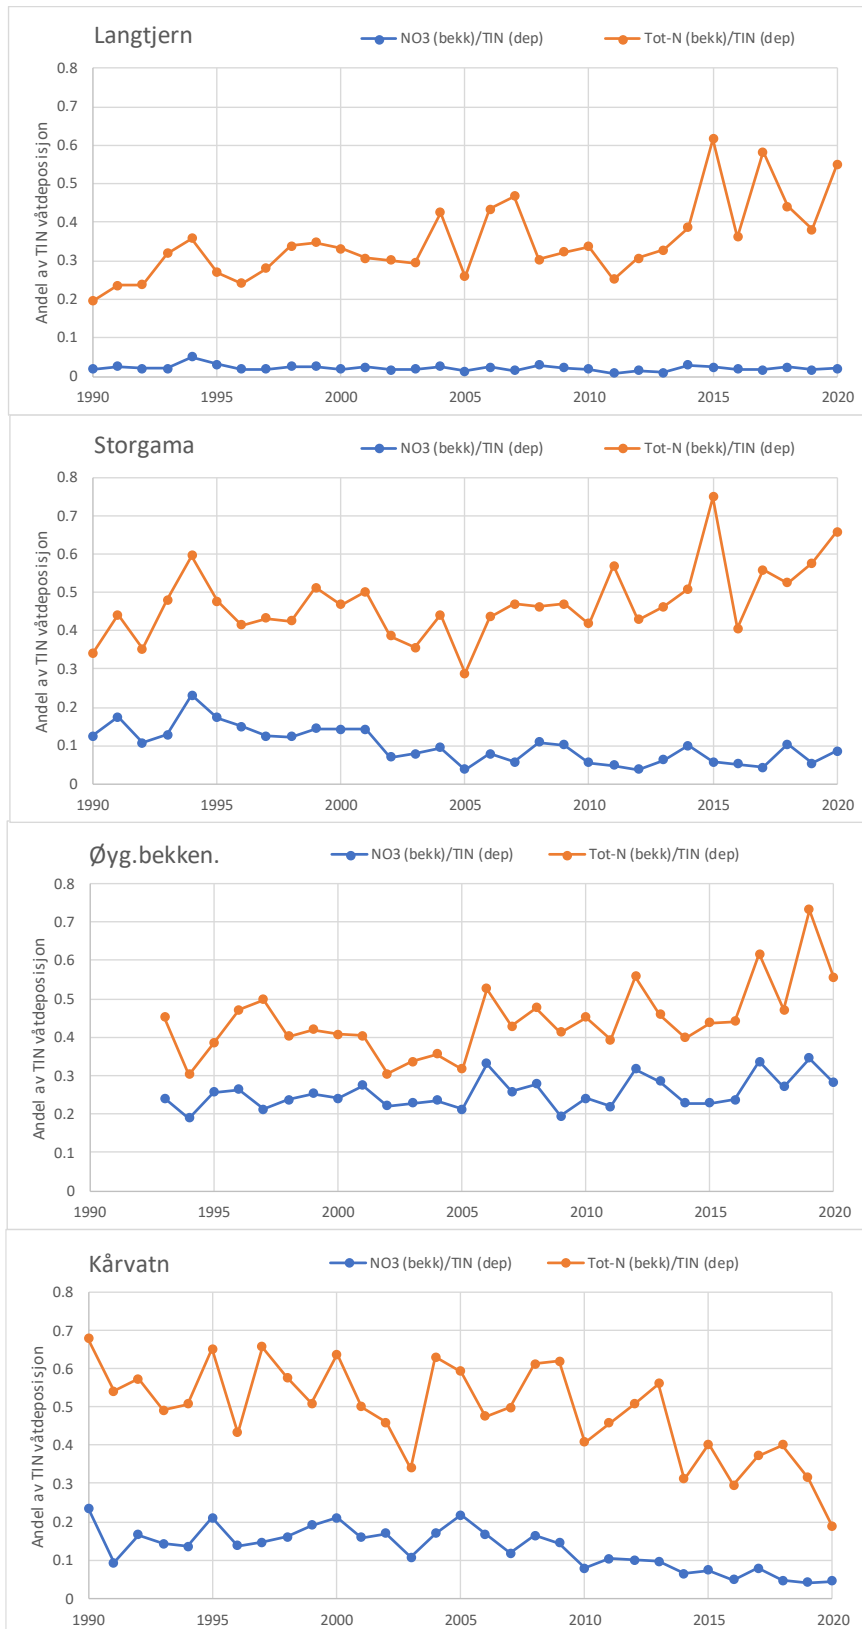 Langtjern
NO3 (bekk)/TIN (dep) Tot-N (bekk)/TIN (dep)
Andel av TIN våtdeposisjon
0.8
0.7
0.6
0.5
0.4
0.3
0.2
0.1
0
1990 1995 2000 2005 2010 2015 2020
Storgama
NO3 (bekk)/TIN (dep) Tot-N (bekk)/TIN (dep)
Andel av TIN våtdeposisjon
0.8
0.7
0.6
0.5
0.4
0.3
0.2
0.1
0
1990 1995 2000 2005 2010 2015 2020
Øyg.bekken.
NO3 (bekk)/TIN (dep) Tot-N (bekk)/TIN (dep)
Andel av TIN våtdeposisjon
0.8
0.7
0.6
0.5
0.4
0.3
0.2
0.1
0
1990 1995 2000 2005 2010 2015 2020
Kårvatn
NO3 (bekk)/TIN (dep) Tot-N (bekk)/TIN (dep)
Andel av TIN våtdeposisjon
0.8
0.7
0.6
0.5
0.4
0.3
0.2
0.1
0
1990 1995 2000 2005 2010 2015 2020